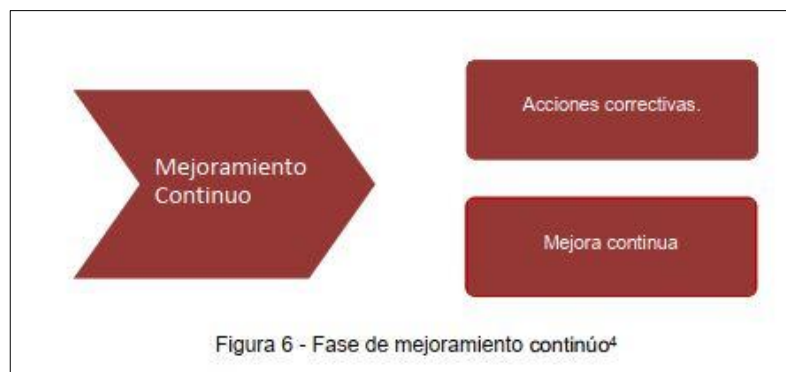 Mejoramiento
Continuo
Acciones correctivas.
Mejora continua
Figura 6 - Fase de mejoramiento continúo⁴